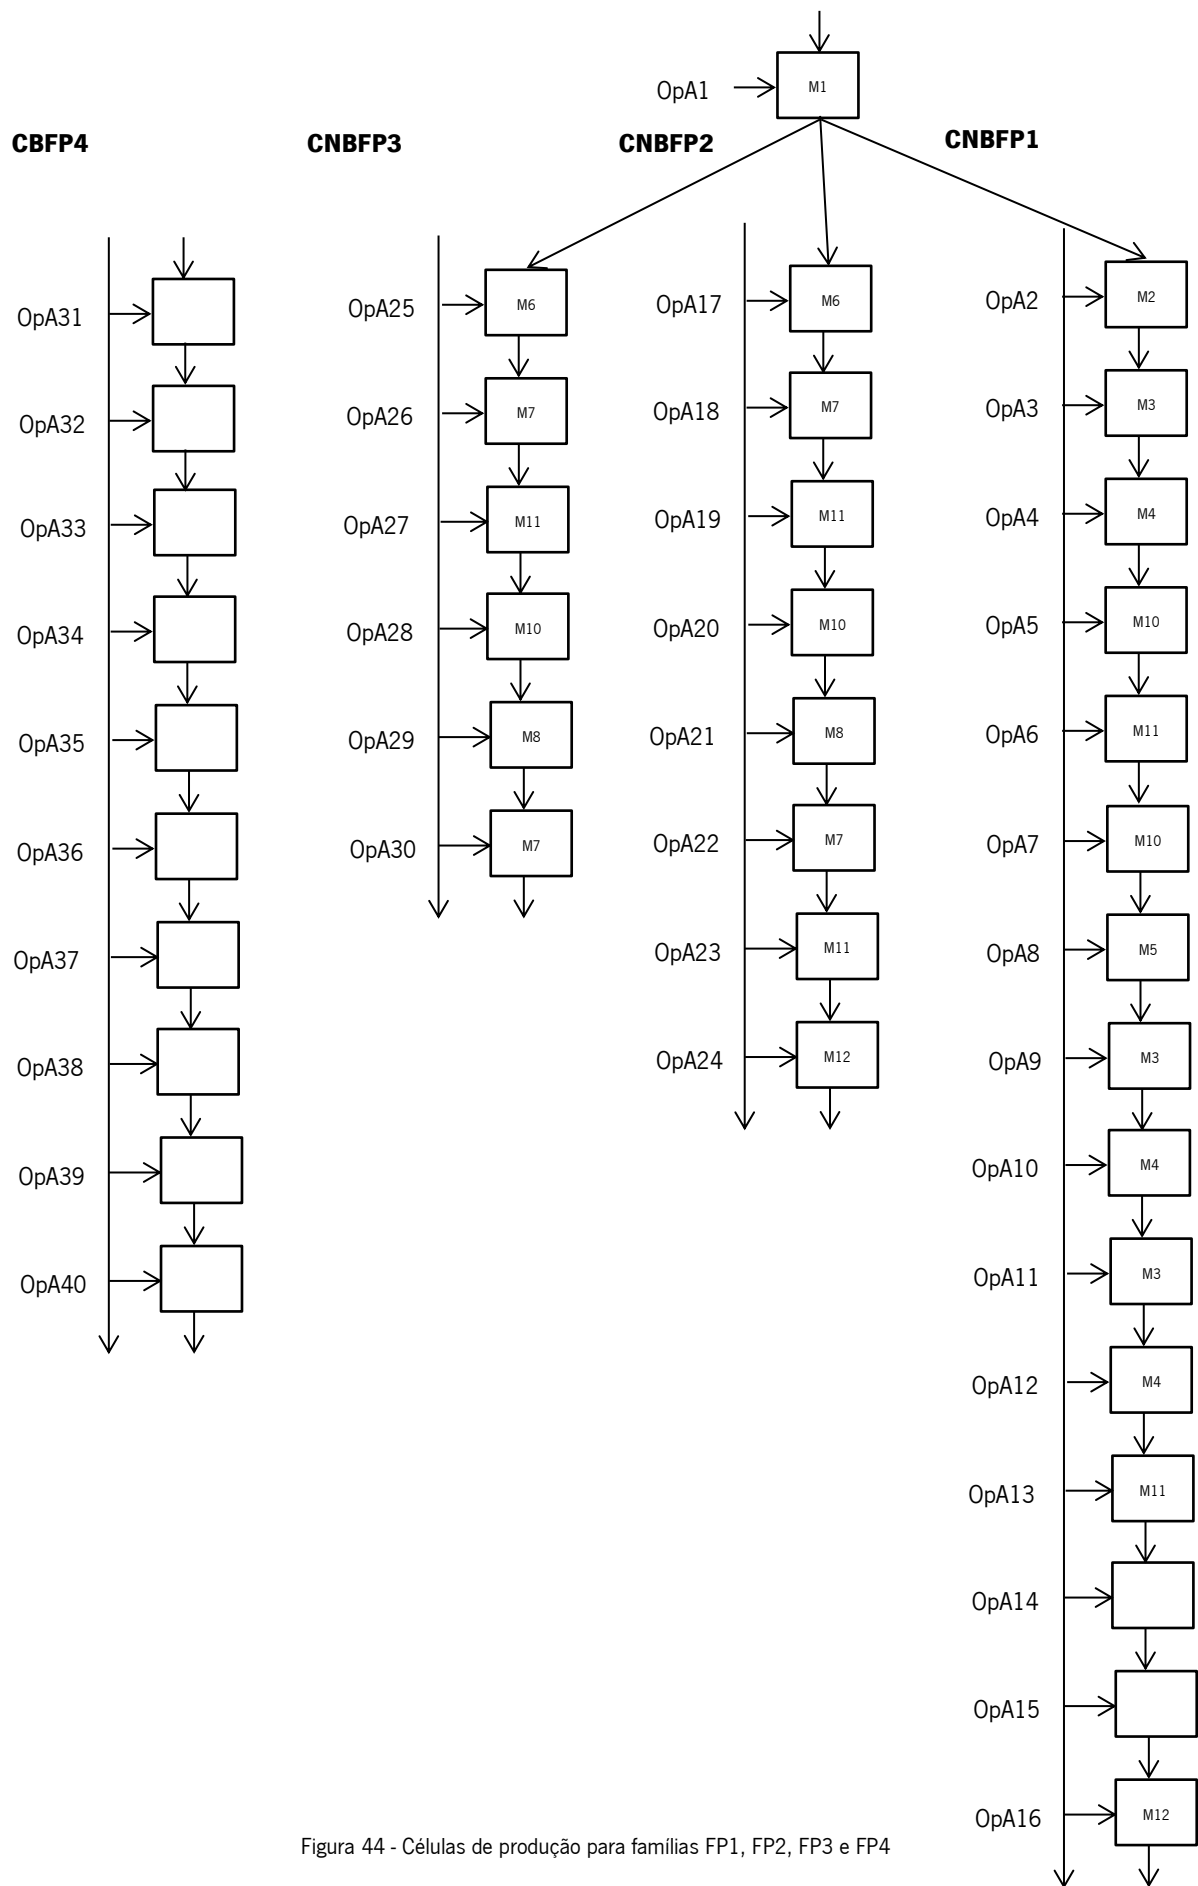 OpA1
M1
CBFP4
CNBFP3
CNBFP2
CNBFP1
OpA31
OpA32
OpA33
OpA34
OpA35
OpA36
OpA37
OpA38
OpA39
OpA40
OpA25
M6
OpA26
M7
OpA27
M11
OpA28
M10
OpA29
M8
OpA30
M7
OpA17
M6
OpA18
M7
OpA19
M11
OpA20
M10
OpA21
M8
OpA22
M7
OpA23
M11
OpA24
M12
OpA2
M2
OpA3
M3
OpA4
M4
OpA5
M10
OpA6
M11
OpA7
M10
OpA8
M5
OpA9
M3
OpA10
M4
OpA11
M3
OpA12
M4
OpA13
M11
OpA14
OpA15
OpA16
M12
Figura 44 - Células de produção para famílias FP1, FP2, FP3 e FP4